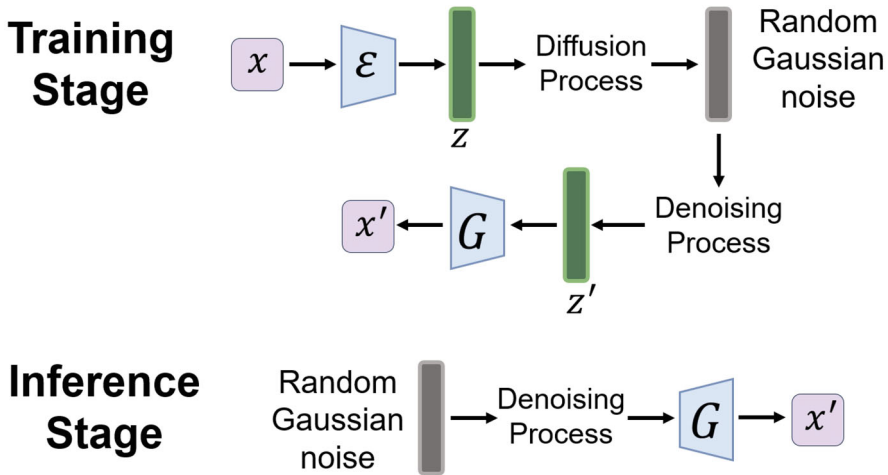 Training
Stage
x
ε
z
Diffusion
Process
Random
Gaussian
noise
Denoising
Process
z′
G
x′
Inference
Stage
Random
Gaussian
noise
Denoising
Process
G
x′